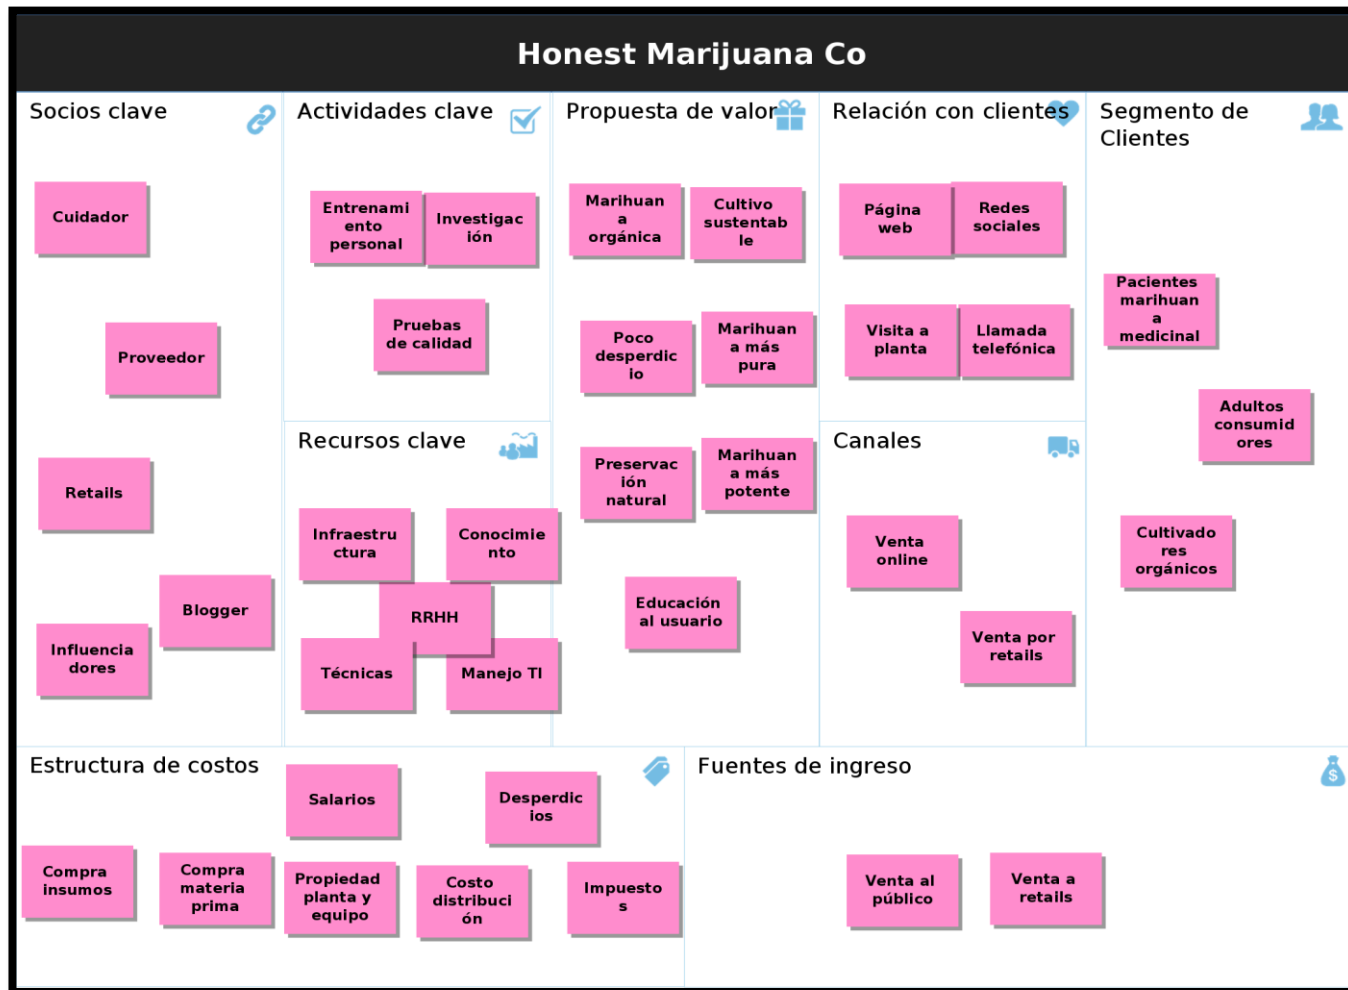 Honest Marijuana Co
Socios clave
Cuidador
Proveedor
Retails
Blogger
Influencia
dores
Actividades clave
Entrenami
ento
personal
Investigac
ión
Pruebas
de calidad
Recursos clave
Infraestru
ctura
Conocimie
nto
RRHH
Técnicas
Manejo TI
Propuesta de valor
Marihuan
a
orgánica
Cultivo
sustentab
le
Poco
desperdic
io
Marihuan
a más
pura
Preservac
ión
natural
Marihuan
a más
potente
Educación
al usuario
Relación con clientes
Página
web
Redes
sociales
Visita a
planta
Llamada
telefónica
Canales
Venta
online
Venta por
retails
Segmento de
Clientes
Pacientes
marihuan
a
medicinal
Adultos
consumid
ores
Cultivado
res
orgánicos
Estructura de costos
Salarios
Desperdic
ios
Compra
insumos
Compra
materia
prima
Propiedad
planta y
equipo
Costo
distribuci
ón
Impuesto
s
Fuentes de ingreso
$
Venta al
público
Venta a
retails